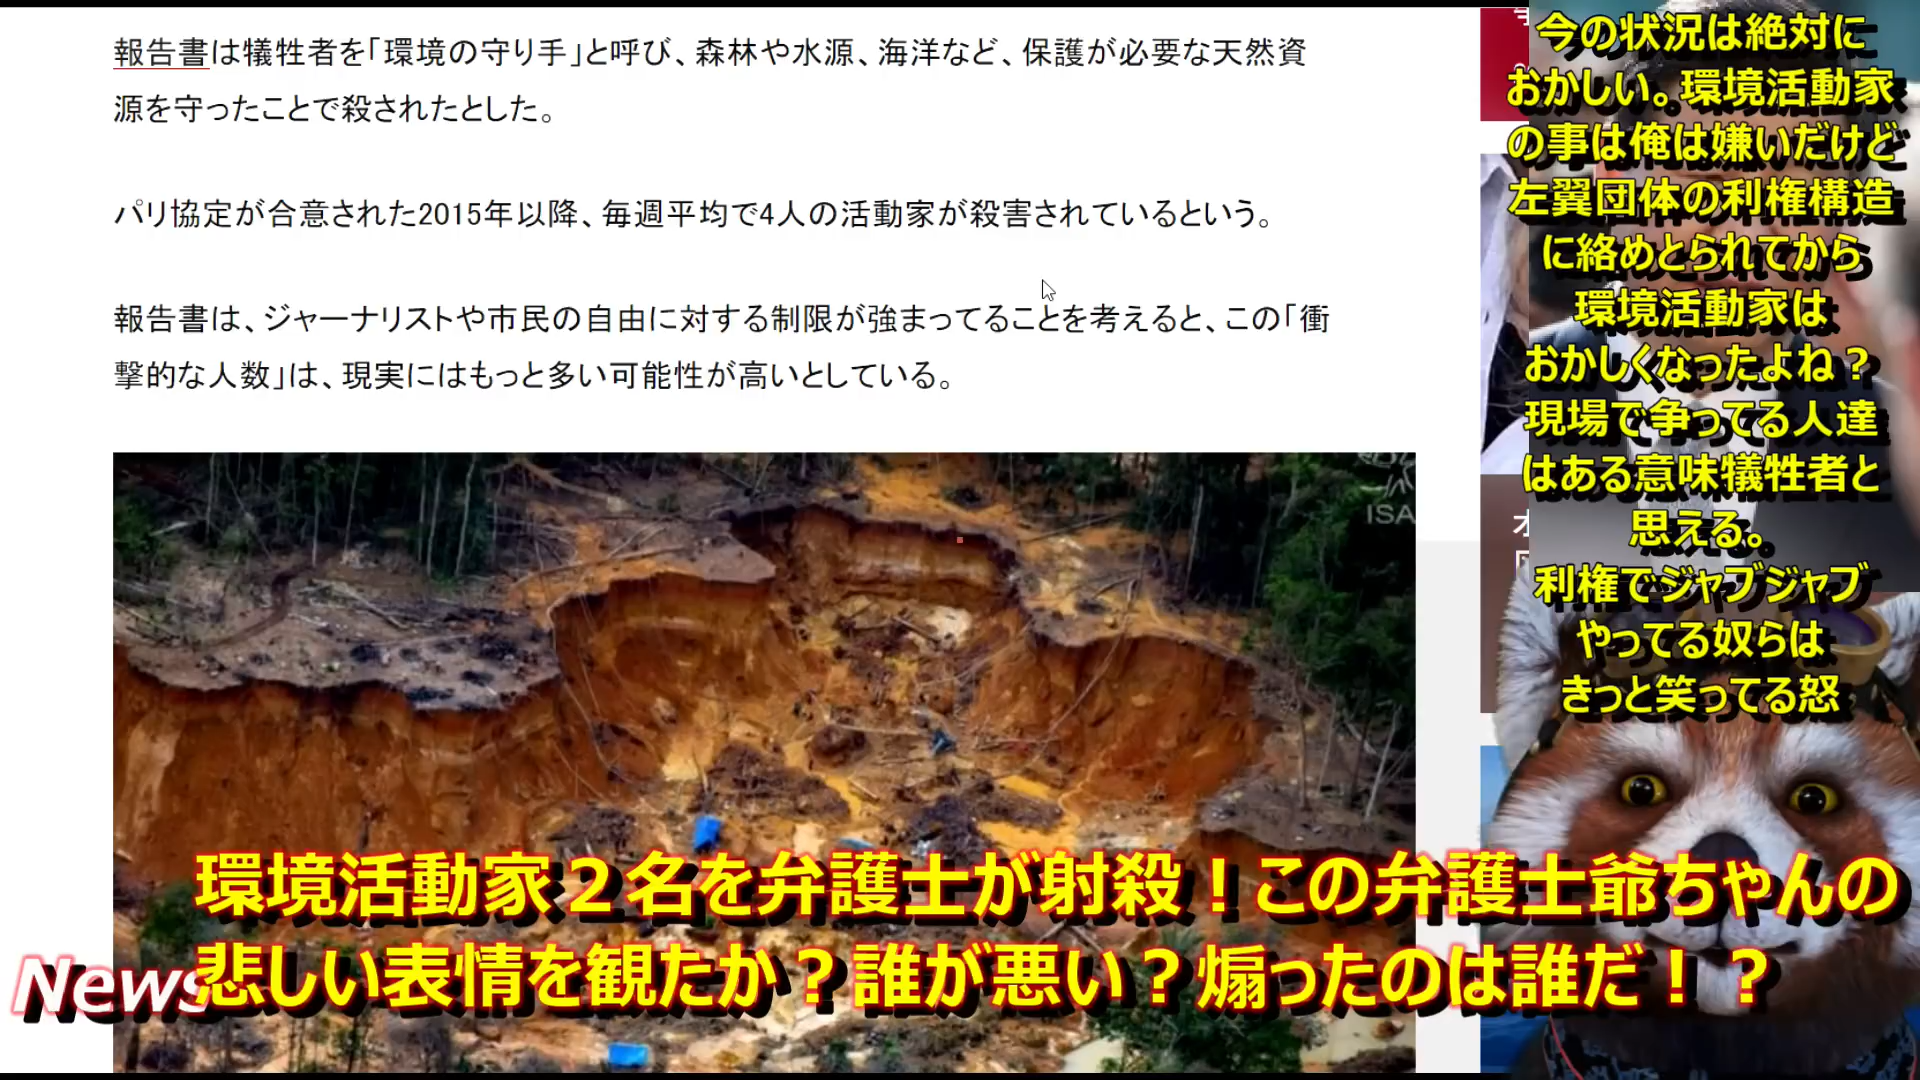 報告書は犠牲者を「環境の守り手」と呼び、森林や水源、海洋など、保護が必要な天然資
源を守ったことで殺されたとした。
パリ協定が合意された2015年以降、毎週平均で4人の活動家が殺害されているという。
報告書は、ジャーナリストや市民の自由に対する制限が強まってることを考えると、この「衝
撃的な人数」は、現実にはもっと多い可能性が高いとしている。
ISA
今の状況は絶対に
おかしい。環境活動家
の事は俺は嫌いだけど
左翼団体の利権構造
に絡めとられてから
環境活動家は
おかしくなったよね？
現場で争ってる人達
はある意味犠牲者と
思える。
利権でジャブジャブ
やってる奴らは
きっと笑ってる怒
環境活動家２名を弁護士が射殺！この弁護士爺ちゃんの
悲しい表情を観たか？誰が悪い？煽ったのは誰だ！？
News